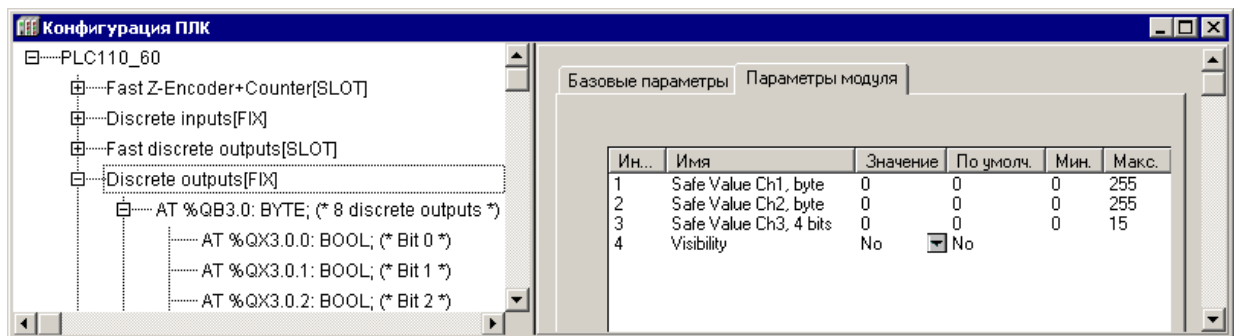 Конфигурация ПЛК
PLC110_60
Fast Z-Encoder+Counter[SLOT]
Discrete inputs[FIX]
Fast discrete outputs[SLOT]
Discrete outputs[FIX]
AT %QB3.0: BYTE; (* 8 discrete outputs *)
AT %QX3.0.0: BOOL; (* Bit 0 *)
AT %QX3.0.1: BOOL; (* Bit 1 *)
AT %QX3.0.2: BOOL; (* Bit 2 *)
Базовые параметры Параметры модуля
Ин... Имя Значение По умолч. Мин. Макс.
1 Safe Value Ch1, byte 0 0 0 255
2 Safe Value Ch2, byte 0 0 0 255
3 Safe Value Ch3, 4 bits 0 0 0 15
4 Visibility No No